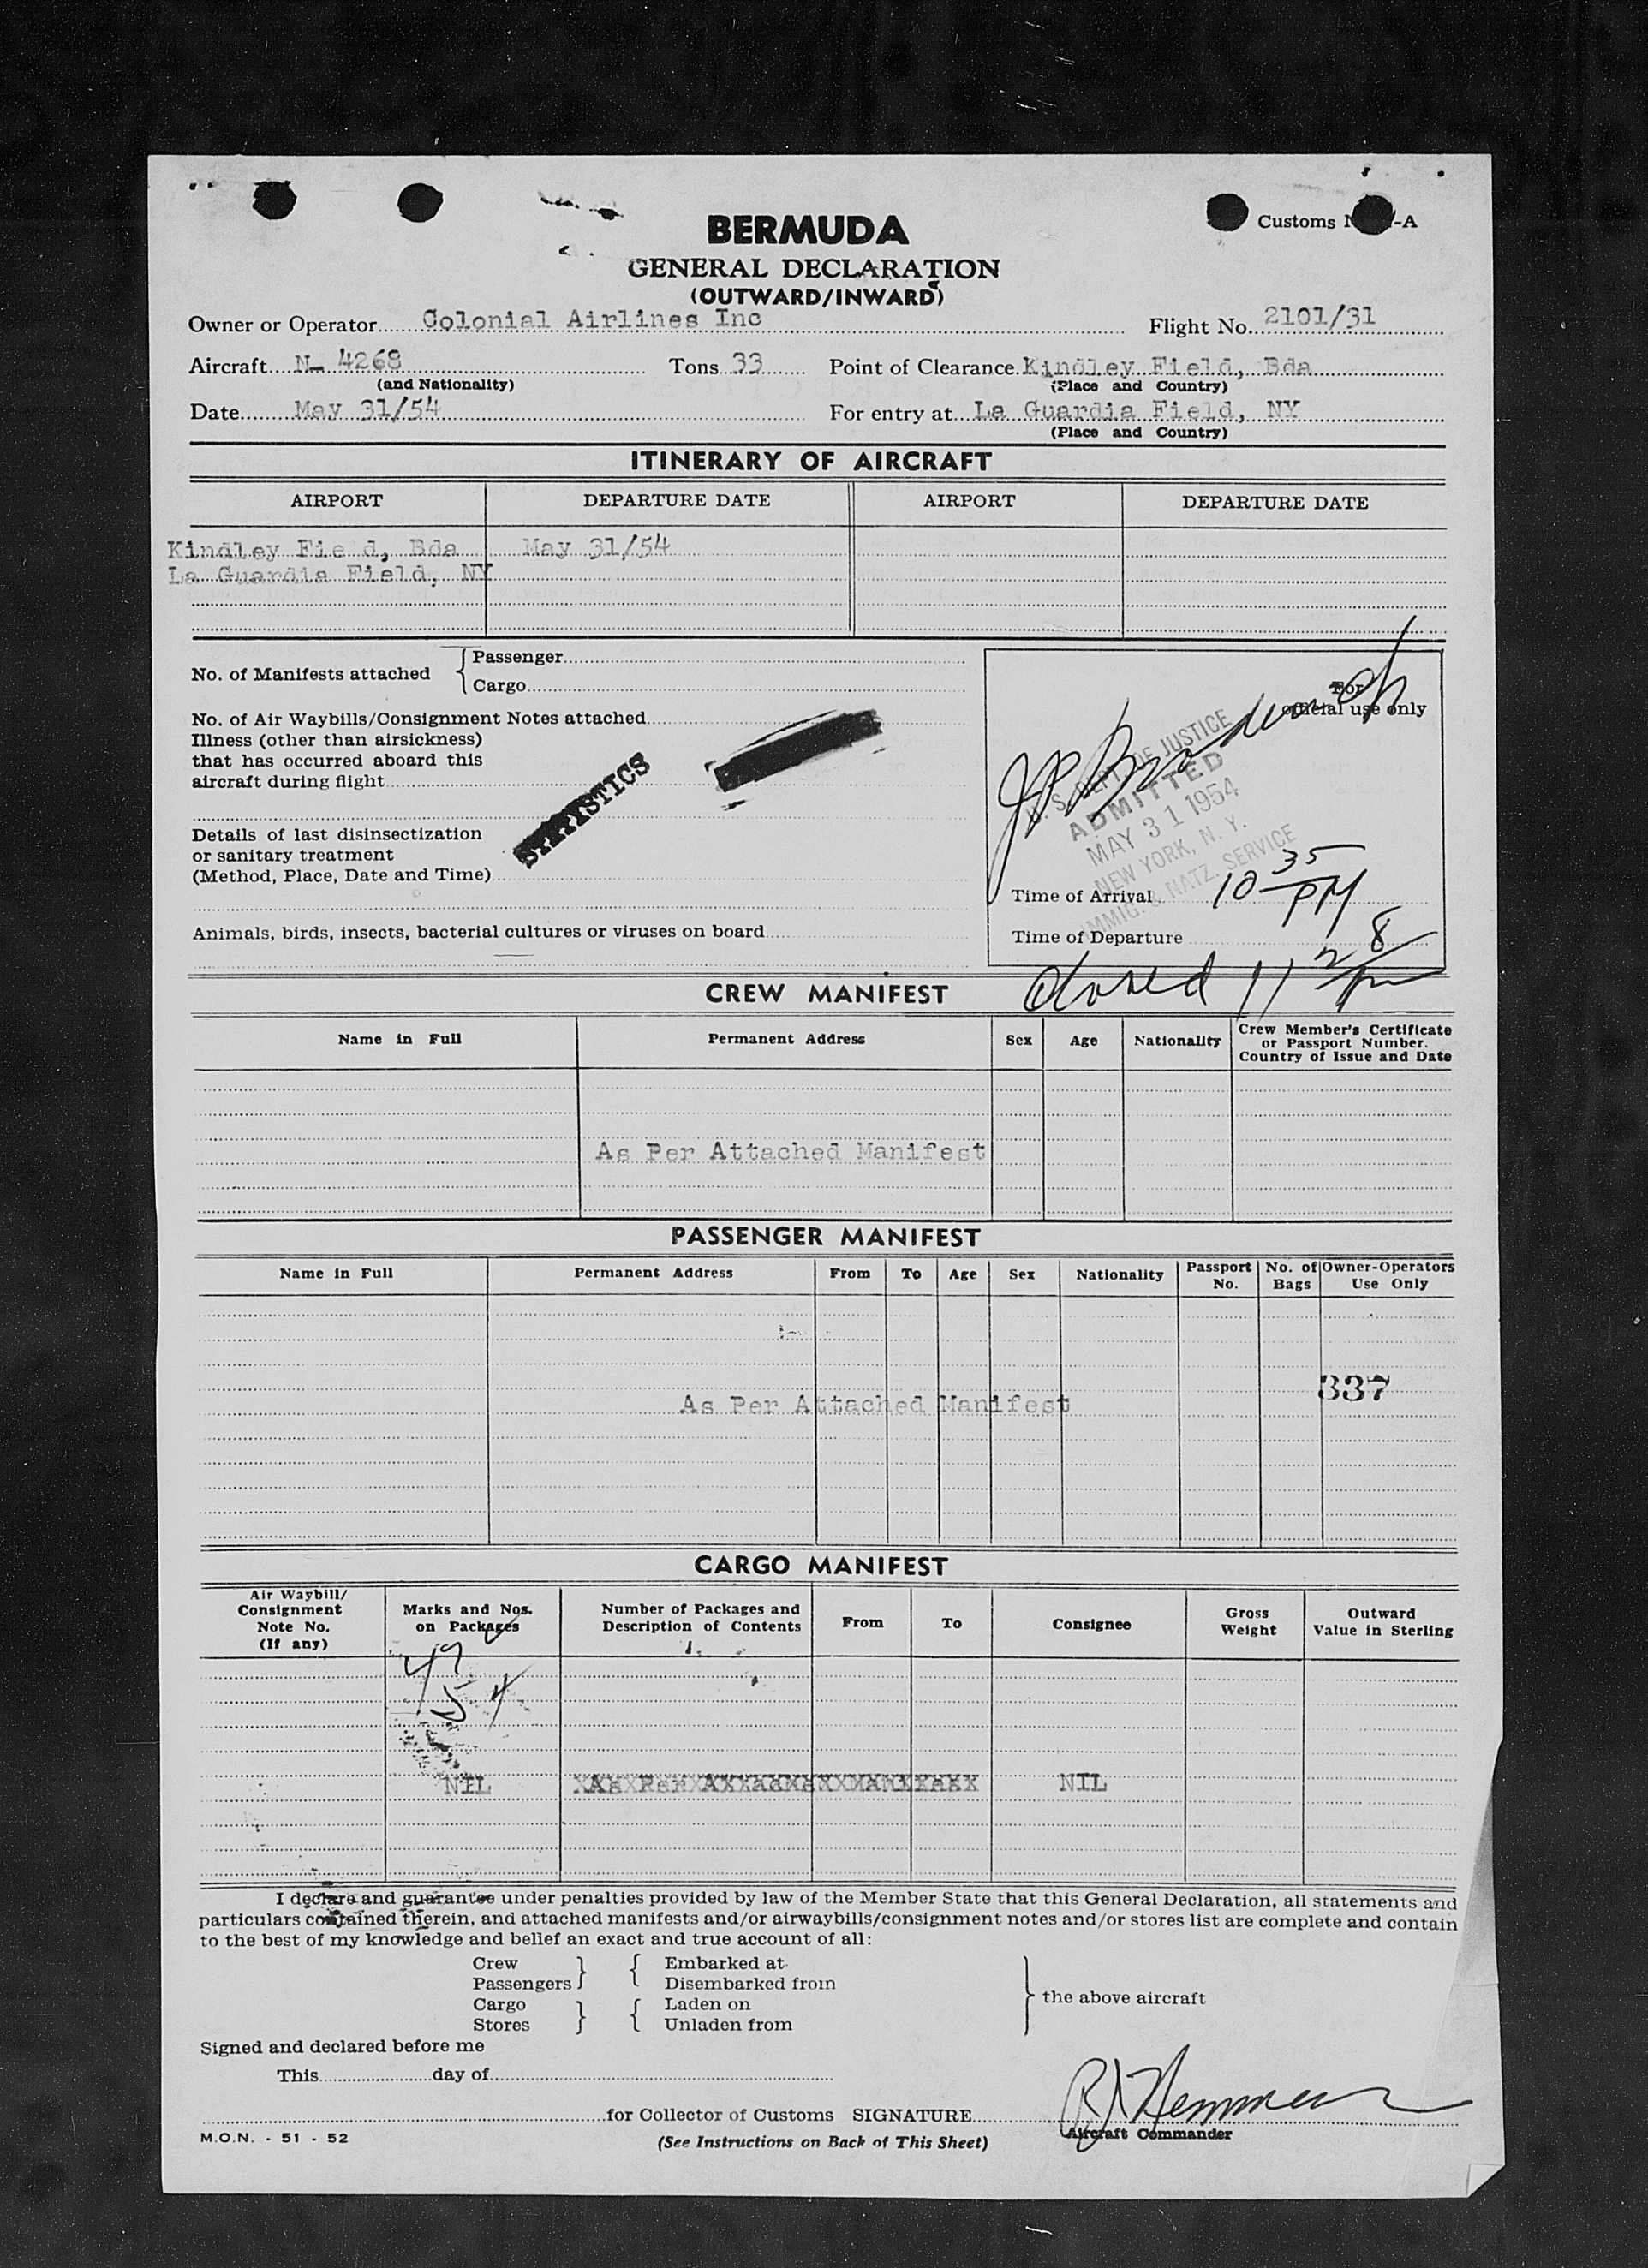 Customs -A
BERMUDA
GENERAL DECLARATION
(OUTWARD/INWARD)
Owner or Operator Colonial Airlines Inc Flight No. 2101/31
Aircraft N- 4268 Tons 33 Point of Clearance Kindley Field, Bda
(and Nationality) (Place and Country)
Date May 31/54 For entry at La Guardia Field, NY
(Place and Country)
ITINERARY OF AIRCRAFT
AIRPORT DEPARTURE DATE AIRPORT DEPARTURE DATE
Kindley Fie d, Bda May 31/54
La Guardia Field, NY
No. of Manifests attached { Passenger
Cargo
No. of Air Waybills/Consignment Notes attached
Illness (other than airsickness)
that has occurred aboard this
aircraft during flight
STATISTICS
Details of last disinsectization
or sanitary treatment
(Method, Place, Date and Time)
Animals, birds, insects, bacterial cultures or viruses on board
For
official use only
U. S. DEPT. OF JUSTICE
ADMITTED
MAY 31 1954
NEW YORK, N. Y.
IMMIG. & NATZ. SERVICE
Time of Arrival 10 35 PM
Time of Departure
Closed 11 28 pm
CREW MANIFEST
Name in Full Permanent Address Sex Age Nationality Crew Member's Certificate
or Passport Number.
Country of Issue and Date
As Per Attached Manifest
PASSENGER MANIFEST
Name in Full Permanent Address From To Age Sex Nationality Passport No. No. of Bags Owner-Operators Use Only
337
As Per Attached Manifest
CARGO MANIFEST
Air Waybill/
Consignment
Note No.
(If any)
Marks and Nos.
on Packages
Number of Packages and
Description of Contents
From To Consignee
Gross
Weight
Outward
Value in Sterling
49
54
NIL NIL
I declare and guarantee under penalties provided by law of the Member State that this General Declaration, all statements and
particulars contained therein, and attached manifests and/or airwaybills/consignment notes and/or stores list are complete and contain
to the best of my knowledge and belief an exact and true account of all:
Crew } { Embarked at
Passengers Disembarked from
Cargo } { Laden on
Stores Unladen from
} the above aircraft
Signed and declared before me
This day of
for Collector of Customs SIGNATURE
Aircraft Commander
M.O.N. - 51 - 52 (See Instructions on Back of This Sheet)